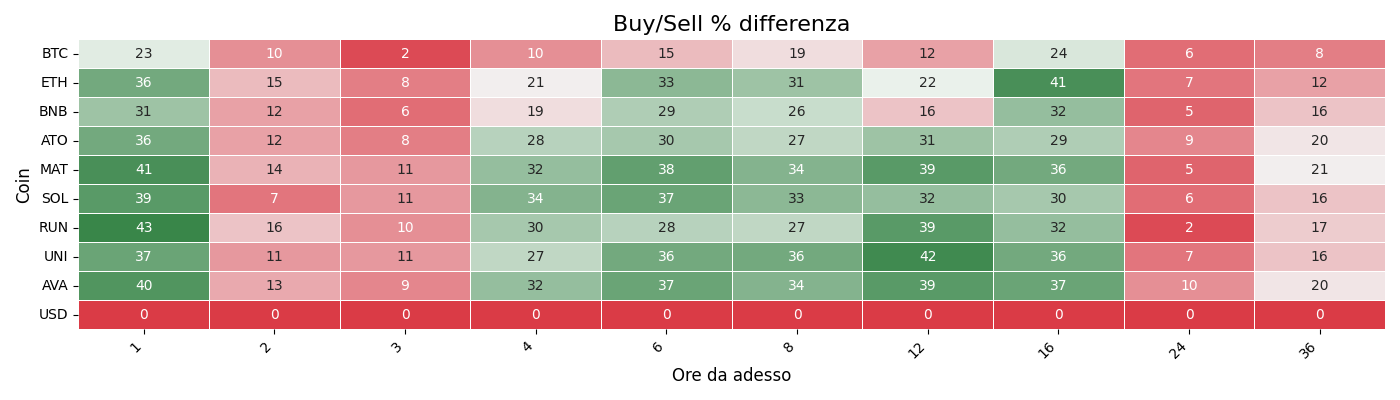 Buy/Sell % differenza
Coin
BTC 23 10 2 10 15 19 12 24 6 8
ETH 36 15 8 21 33 31 22 41 7 12
BNB 31 12 6 19 29 26 16 32 5 16
ATO 36 12 8 28 30 27 31 29 9 20
MAT 41 14 11 32 38 34 39 36 5 21
SOL 39 7 11 34 37 33 32 30 6 16
RUN 43 16 10 30 28 27 39 32 2 17
UNI 37 11 11 27 36 36 42 36 7 16
AVA 40 13 9 32 37 34 39 37 10 20
USD 0 0 0 0 0 0 0 0 0 0
1 2 3 4 6 8 12 16 24 36
Ore da adesso